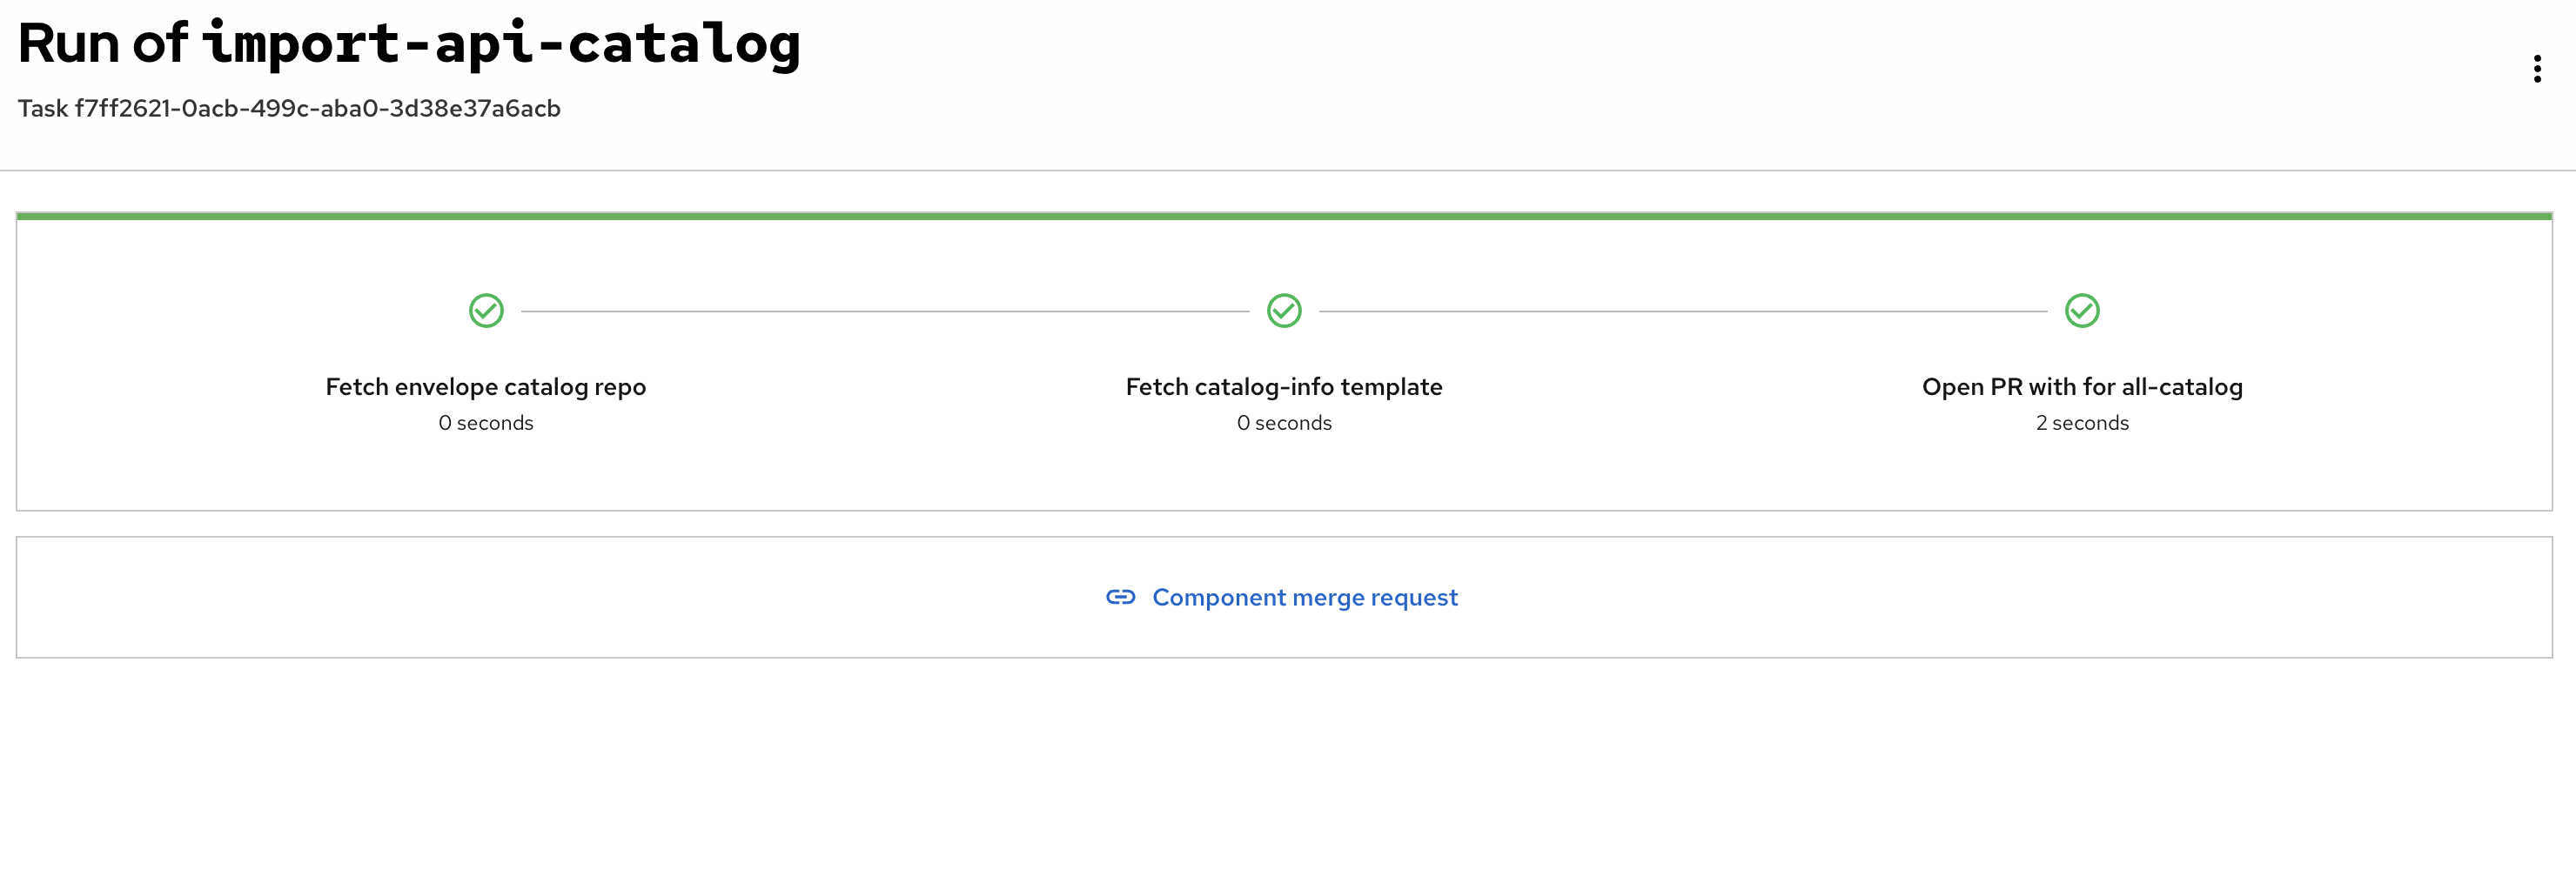 Run of import-api-catalog
Task f7ff2621-0acb-499c-aba0-3d38e37a6acb
Fetch envelope catalog repo
0 seconds
Fetch catalog-info template
0 seconds
Open PR with for all-catalog
2 seconds
Component merge request